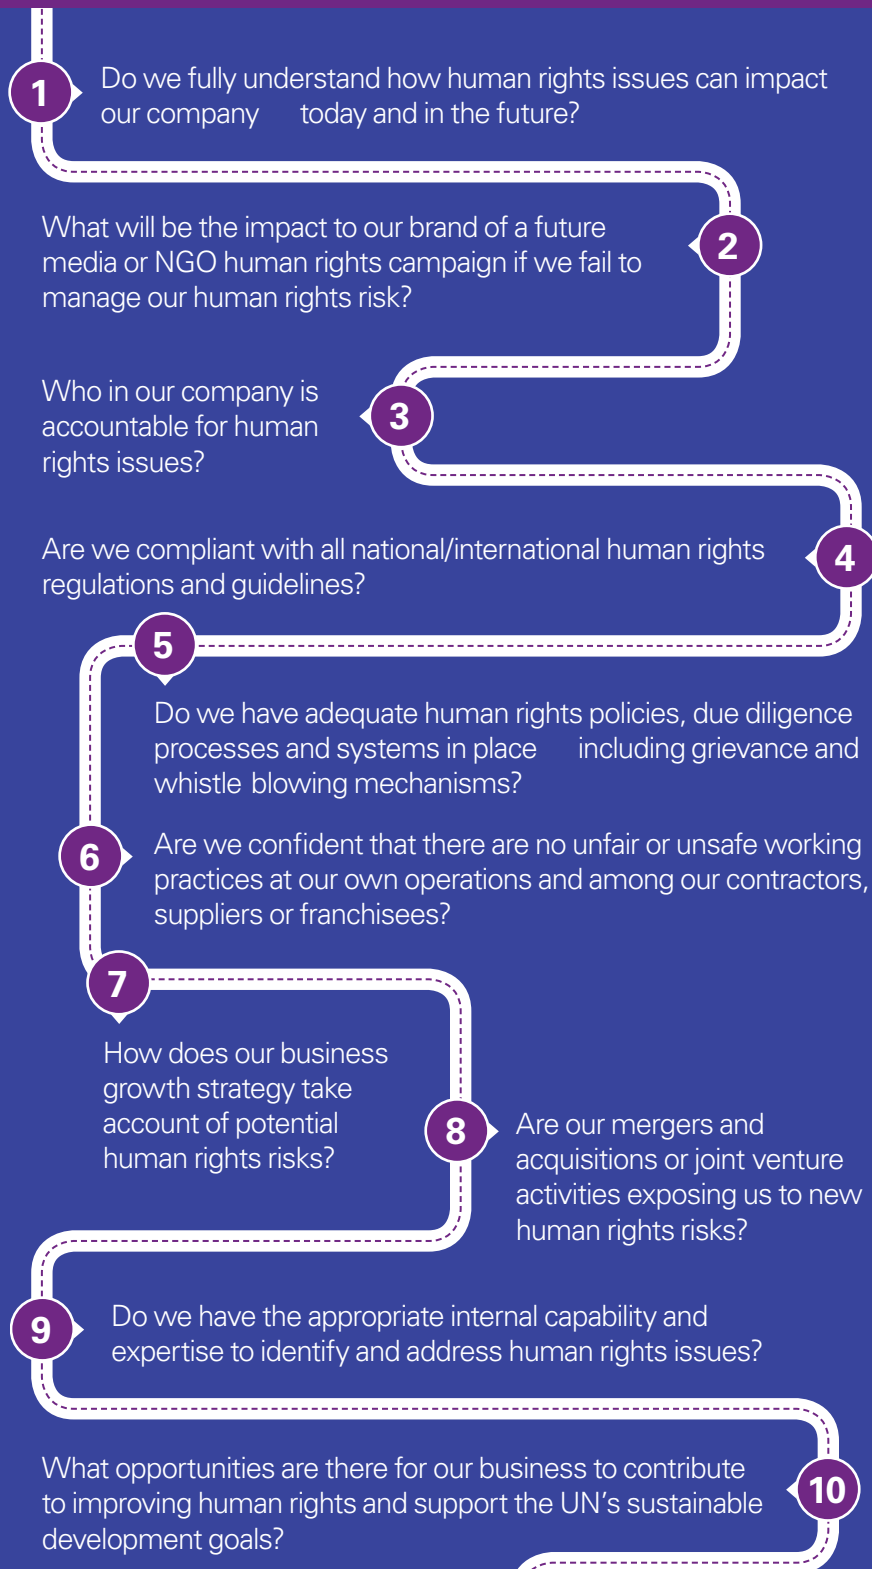 1
Do we fully understand how human rights issues can impact
our company today and in the future?
2
What will be the impact to our brand of a future
media or NGO human rights campaign if we fail to
manage our human rights risk?
3
Who in our company is
accountable for human
rights issues?
4
Are we compliant with all national/international human rights
regulations and guidelines?
5
Do we have adequate human rights policies, due diligence
processes and systems in place including grievance and
whistle blowing mechanisms?
6
Are we confident that there are no unfair or unsafe working
practices at our own operations and among our contractors,
suppliers or franchisees?
7
How does our business
growth strategy take
account of potential
human rights risks?
8
Are our mergers and
acquisitions or joint venture
activities exposing us to new
human rights risks?
9
Do we have the appropriate internal capability and
expertise to identify and address human rights issues?
10
What opportunities are there for our business to contribute
to improving human rights and support the UN’s sustainable
development goals?